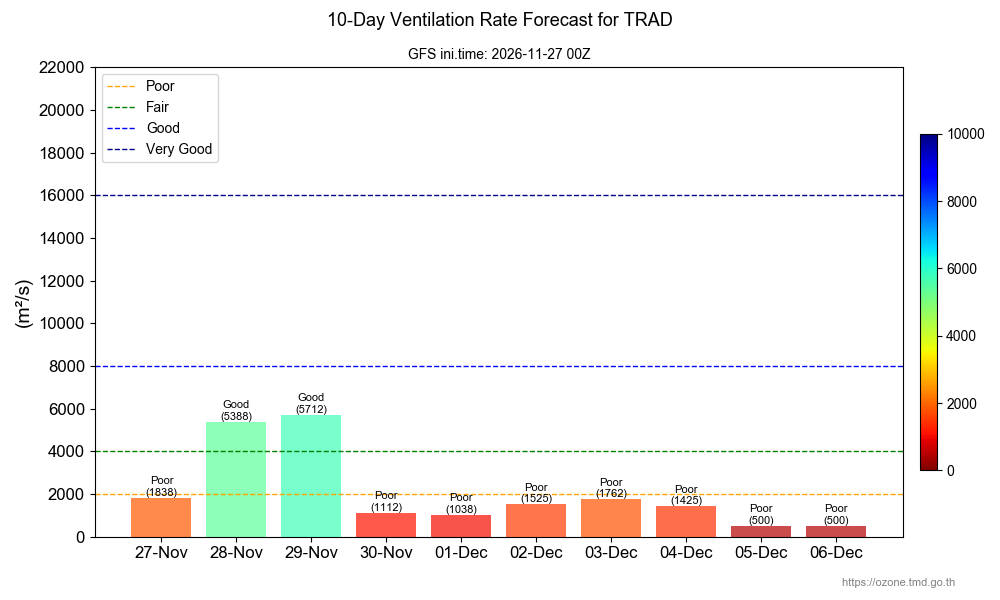 10-Day Ventilation Rate Forecast for TRAD
GFS ini.time: 2026-11-27 00Z
22000
20000
18000
16000
14000
12000
10000
8000
6000
4000
2000
0
(m²/s)
Poor
Fair
Good
Very Good
Poor
(1838)
Good
(5388)
Good
(5712)
Poor
(1112)
Poor
(1038)
Poor
(1525)
Poor
(1762)
Poor
(1425)
Poor
(500)
Poor
(500)
27-Nov 28-Nov 29-Nov 30-Nov 01-Dec 02-Dec 03-Dec 04-Dec 05-Dec 06-Dec
10000
8000
6000
4000
2000
0
https://ozone.tmd.go.th